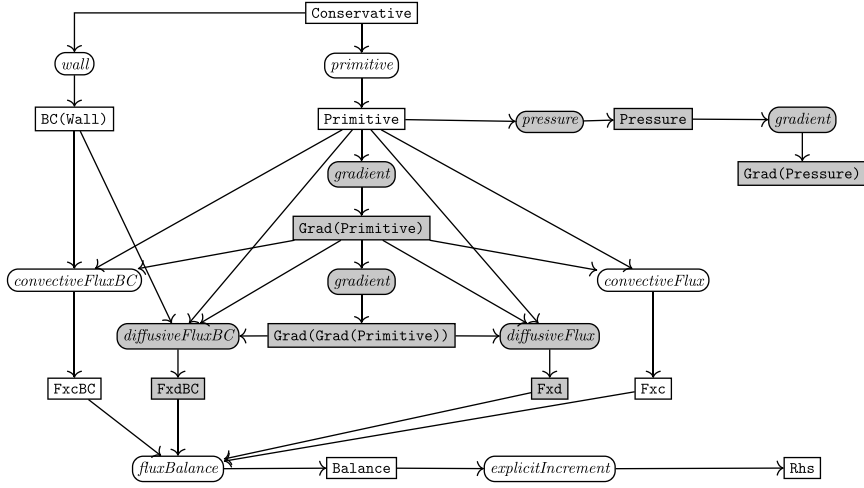 Conservative
wall
primitive
BC(Wall)
Primitive
pressure
Pressure
gradient
gradient
Grad(Pressure)
Grad(Primitive)
convectiveFluxBC
gradient
convectiveFlux
diffusiveFluxBC
Grad(Grad(Primitive))
diffusiveFlux
FxcBC
FxdBC
Fxd
Fxc
fluxBalance
Balance
explicitIncrement
Rhs